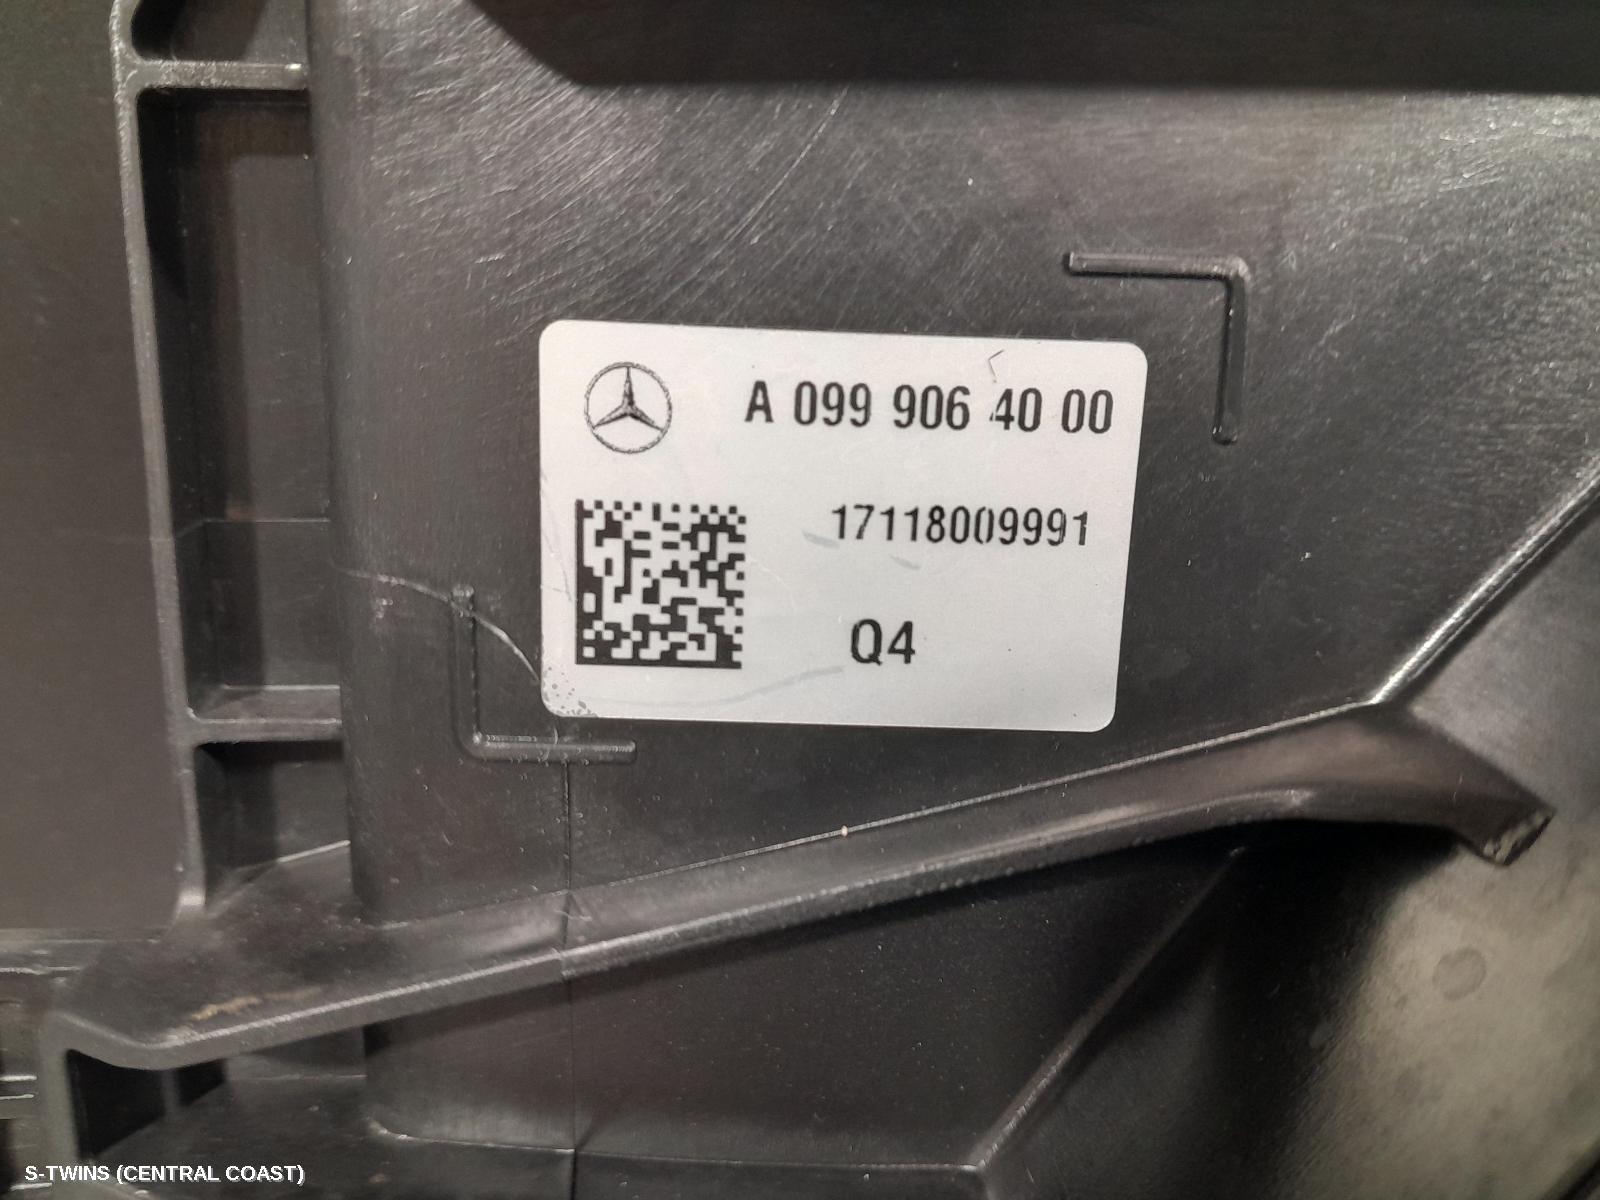 A 099 906 40 00
17118009991
Q4
S-TWINS (CENTRAL COAST)